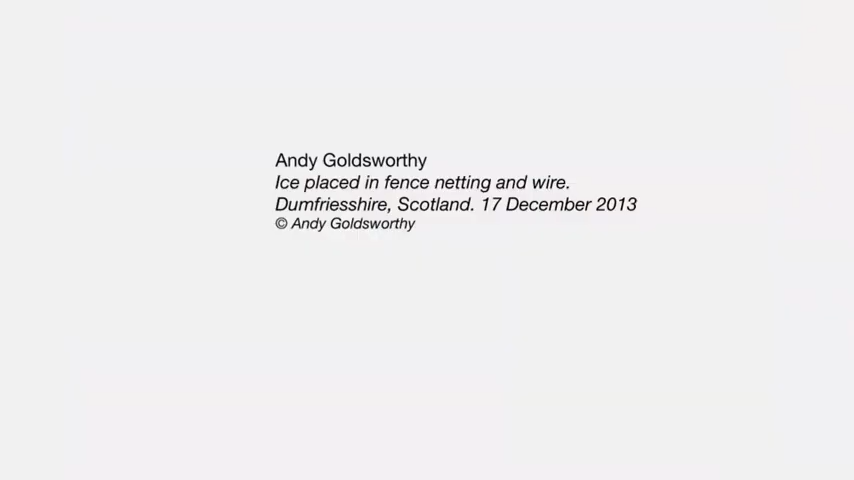 Andy Goldsworthy
Ice placed in fence netting and wire.
Dumfriesshire, Scotland. 17 December 2013
© Andy Goldsworthy